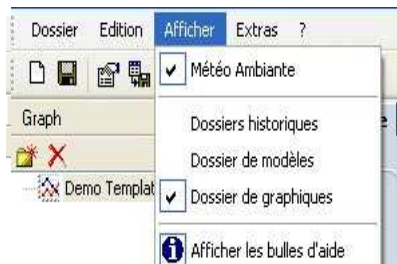 Dossier Edition Afficher Extras ?
Météo Ambiante
Graph
Dossiers historiques
Dossier de modèles
Demo Templat
Dossier de graphiques
Afficher les bulles d'aide